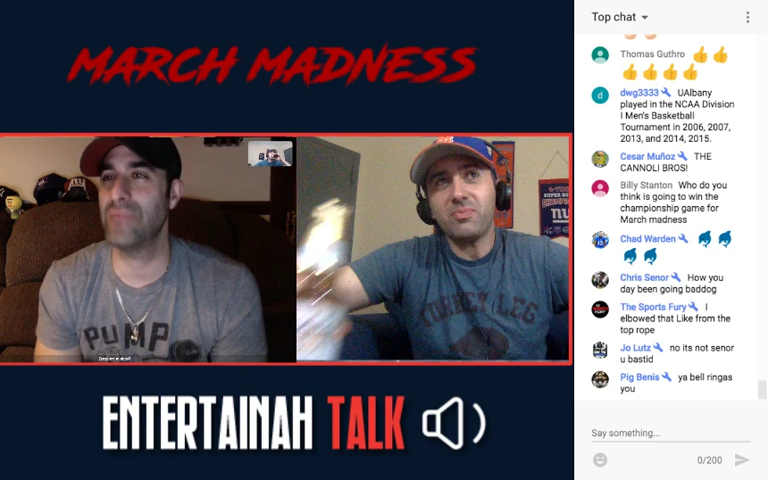 MARCH MADNESS
PUMP
NU
ENTERTAINAH TALK
Top chat
Thomas Guthro
dwg3333 UAlbany
played in the NCAA Division
I Men's Basketball
Tournament in 2006, 2007,
2013, and 2014, 2015.
Cesar Muñoz THE
CANNOLI BROS!
Billy Stanton Who do you
think is going to win the
championship game for
March madness
Chad Warden
Chris Senor How you
day been going baddog
The Sports Fury I
elbowed that Like from the
top rope
Jo Lutz no its not senor
u bastid
Pig Benis ya bell ringas
you
Say something...
0/200